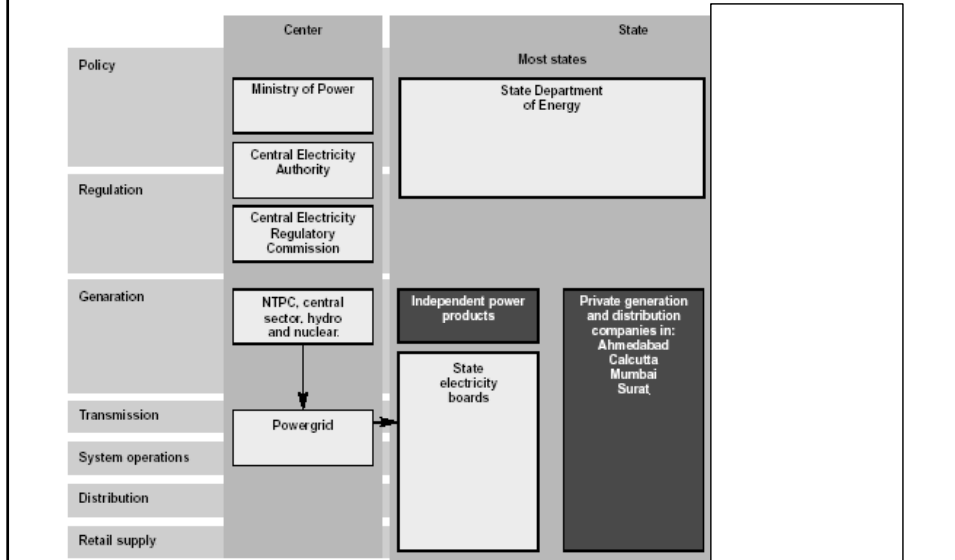 Center
State
Most states
Policy
Ministry of Power
State Department
of Energy
Central Electricity
Authority
Regulation
Central Electricity
Regulatory
Commission
Genaration
NTPC, central
sector, hydro
and nuclear.
Independent power
products
Private generation
and distribution
companies in:
Ahmedabad
Calcutta
Mumbai
Surat
State
electricity
boards
Transmission
Powergrid
System operations
Distribution
Retail supply